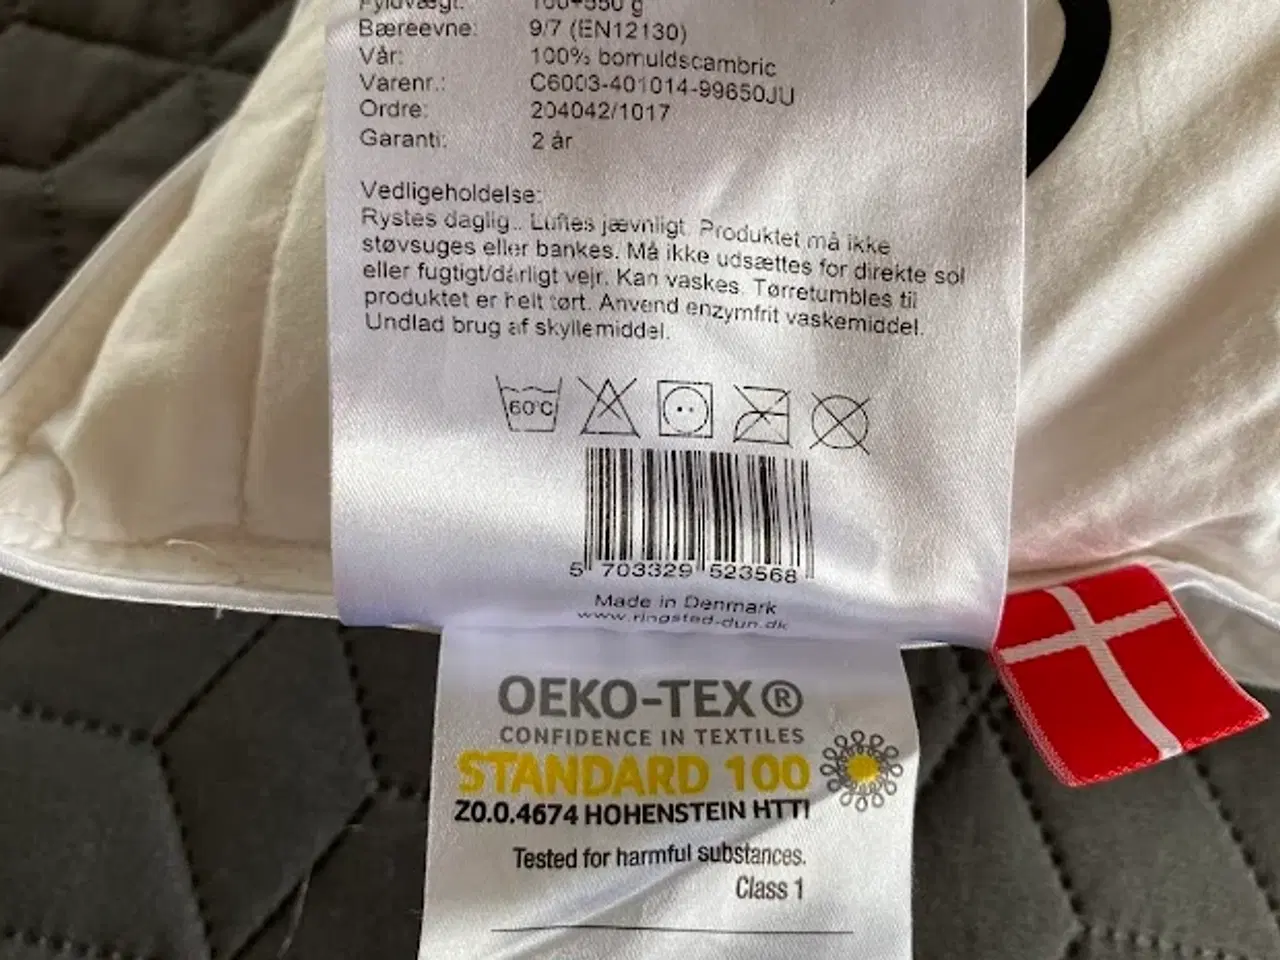 Fyldvægt: 100+550 g
Bæreevne: 9/7 (EN12130)
Vår: 100% bomuldscambric
Varenr.: C6003-401014-99650JU
Ordre: 204042/1017
Garanti: 2 år
Vedligeholdelse:
Rystes daglig.. Luftes jævnligt. Produktet må ikke
støvsuges eller bankes. Må ikke udsættes for direkte sol
eller fugtigt/dårligt vejr. Kan vaskes. Tørretumbles til
produktet er helt tørt. Anvend enzymfrit vaskemiddel.
Undlad brug af skyllemiddel.
60°C
5 703329 523568
Made in Denmark
www.ringsted-dun.dk
OEKO-TEX®
CONFIDENCE IN TEXTILES
STANDARD 100
Z0.0.4674 HOHENSTEIN HTTI
Tested for harmful substances.
Class 1